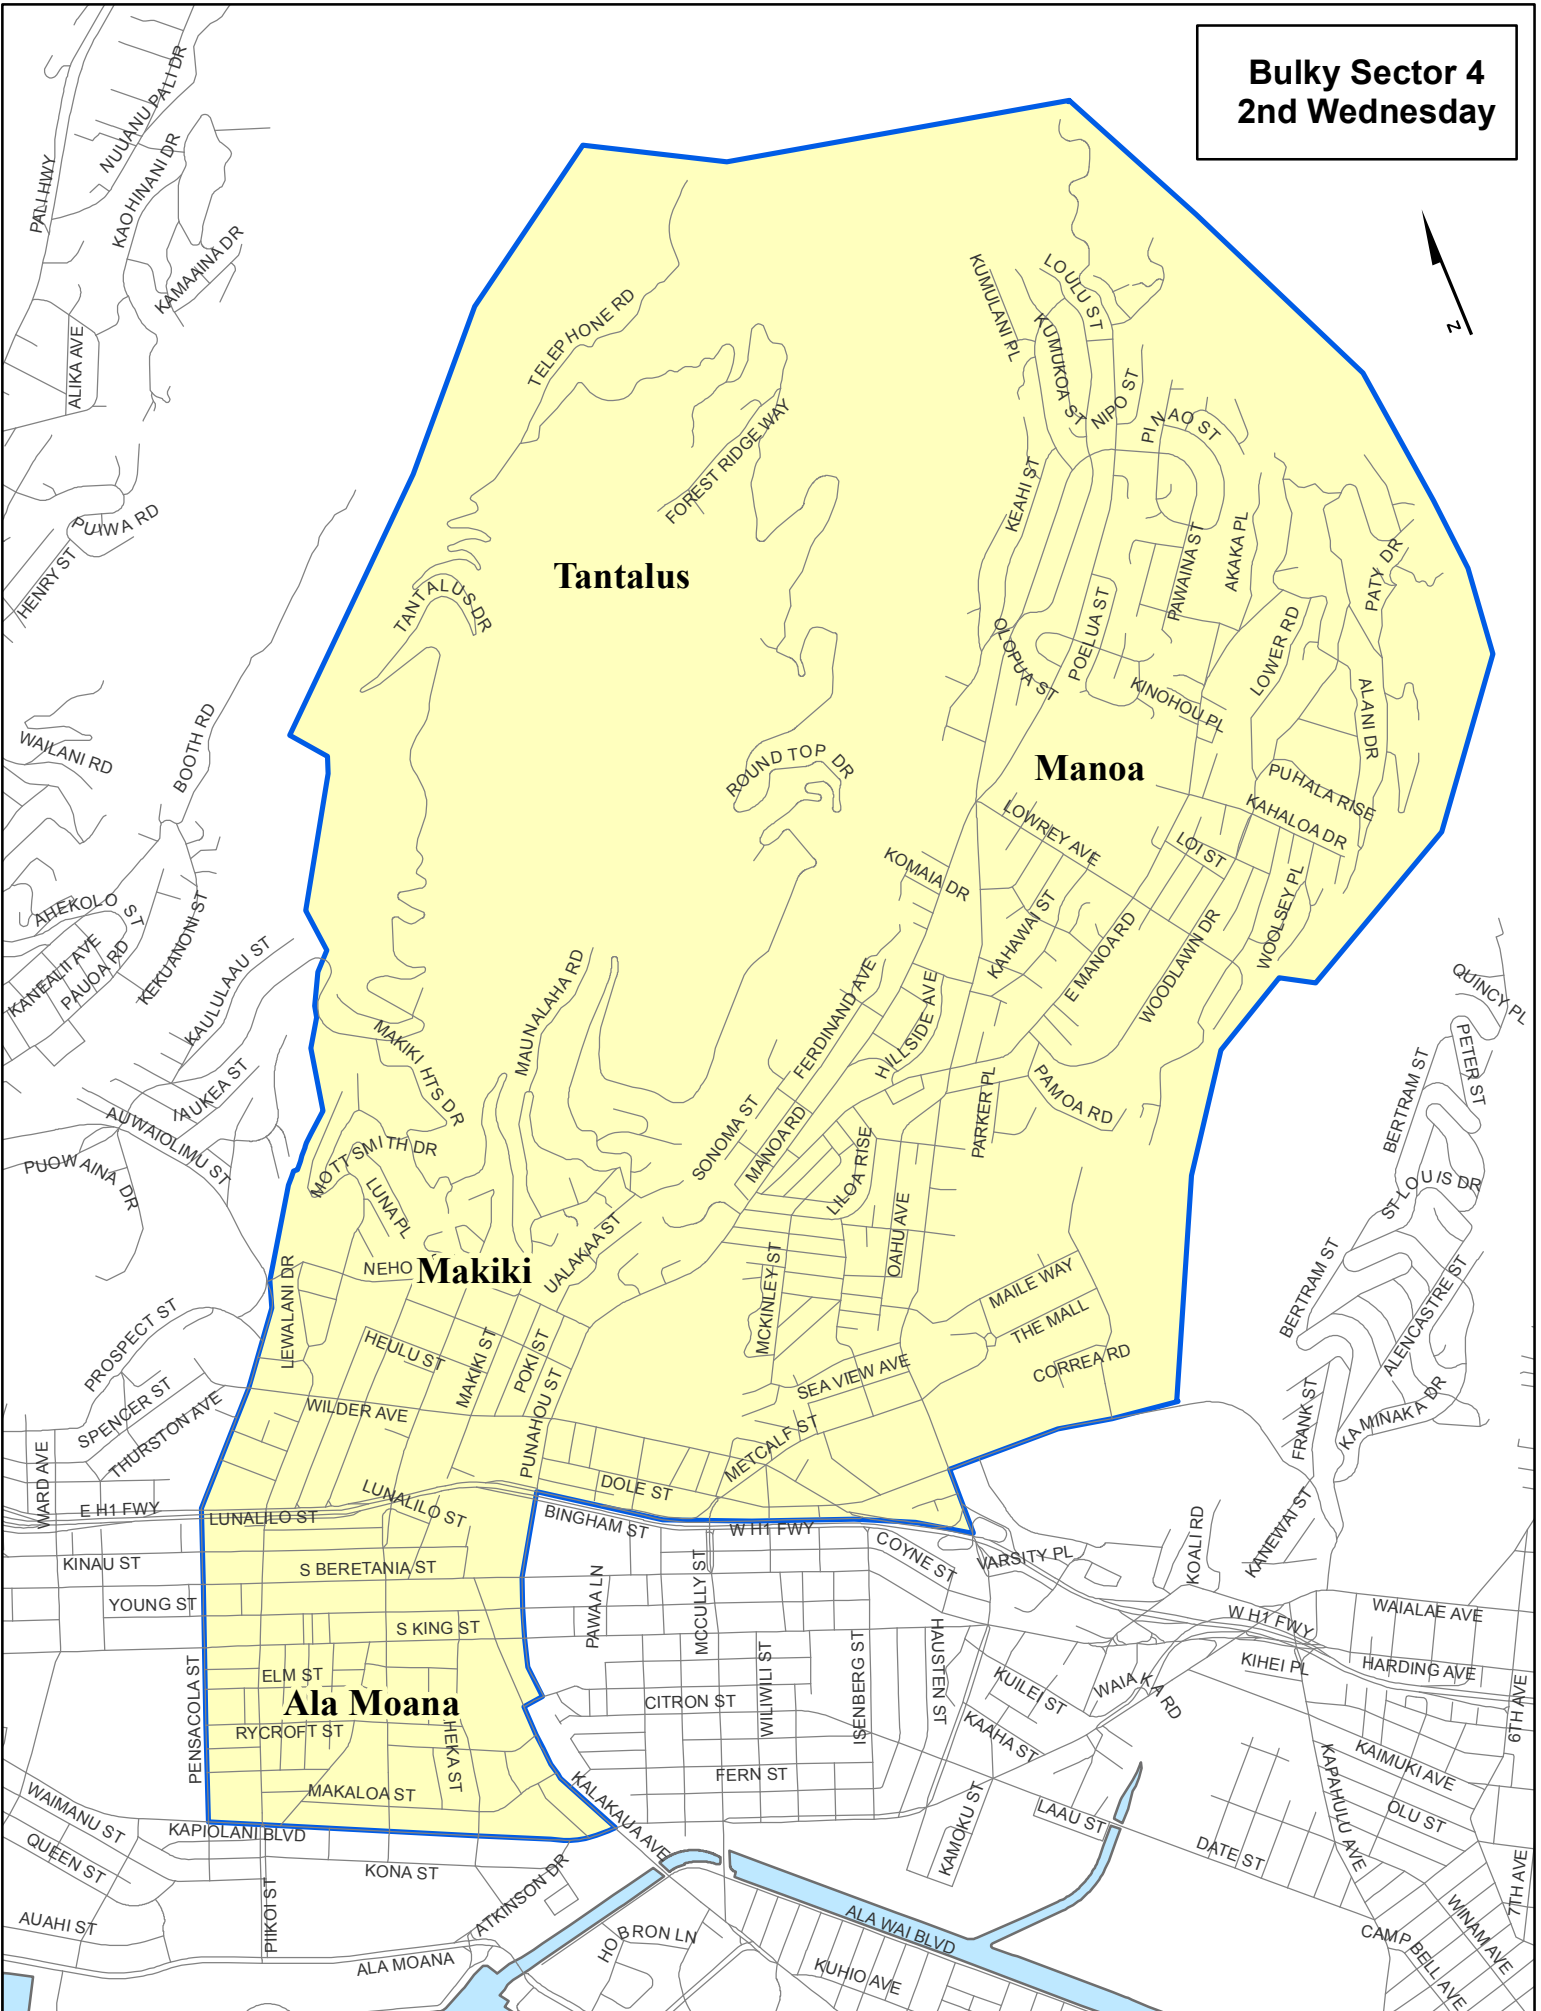 Bulky Sector 4
2nd Wednesday
z
PALI HWY
NUUANU PALI DR
KAOHINANI DR
KAMAAINA DR
ALIKA AVE
PUIWA RD
HENRY ST
WAILANI RD
BOOTH RD
AHEKOLO ST
KANEALII AVE
PAUOA RD
KEKUANONI ST
KAULULAAU ST
IAUKEA ST
AUWAIOLIMU ST
PUOWAINA DR
PROSPECT ST
SPENCER ST
THURSTON AVE
WARD AVE
E H1 FWY
KINAU ST
YOUNG ST
TELEPHONE RD
FOREST RIDGE WAY
Tantalus
TANTALUS DR
ROUND TOP DR
KUMULANI PL
LOULU ST
KUMUKOA ST
NIPO ST
PINAO ST
KEAHI ST
PAWAINA ST
AKAKA PL
PATY DR
OLOPUA ST
POELUA ST
LOWER RD
KINOHOU PL
ALANI DR
Manoa
PUHALA RISE
KAHALOA DR
LOWREY AVE
LOI ST
KOMAIA DR
KAHAWAI ST
E MANOA RD
WOODLAWN DR
WOOLSEY PL
MAUNALAHA RD
FERDINAND AVE
HILLSIDE AVE
MAKIKI HTS DR
PARKER PL
PAMOA RD
SONOMA ST
MANOA RD
LILOA RISE
OAHU AVE
MOTT SMITH DR
LUNA PL
NEHO
Makiki
UALAKAA ST
LEWALANI DR
HEULU ST
MAKIKI ST
POKI ST
PUNAHOU ST
MCKINLEY ST
MAILE WAY
THE MALL
CORREA RD
SEA VIEW AVE
WILDER AVE
METCALF ST
DOLE ST
LUNALILO ST
LUNALILO ST
BINGHAM ST
W H1 FWY
COYNE ST
VARSITY PL
QUINCY PL
PETER ST
BERTRAM ST
ST LOUIS DR
BERTRAM ST
ALENCASTRE ST
FRANK ST
KAMINAKA DR
KANEWAI ST
KOALI RD
W H1 FWY
WAIALAE AVE
KIHEI PL
HARDING AVE
6TH AVE
S BERETANIA ST
S KING ST
PENSACOLA ST
ELM ST
Ala Moana
RYCROFT ST
HEKA ST
MAKALOA ST
KAPIOLANI BLVD
PAWAA LN
MCCULLY ST
WILIWILI ST
ISENBERG ST
HAUSTEN ST
CITRON ST
FERN ST
KUILEI ST
KAAHA ST
WAIAKA RD
KAMOKU ST
LAAU ST
DATE ST
KAPAHULU AVE
KAIMUKI AVE
OLU ST
7TH AVE
WINAM AVE
CAMPBELL AVE
WAIMANU ST
QUEEN ST
AUAHI ST
PIIKOI ST
KONA ST
ATKINSON DR
ALA MOANA
KALAKAUA AVE
HOBRON LN
ALA WAI BLVD
KUHIO AVE